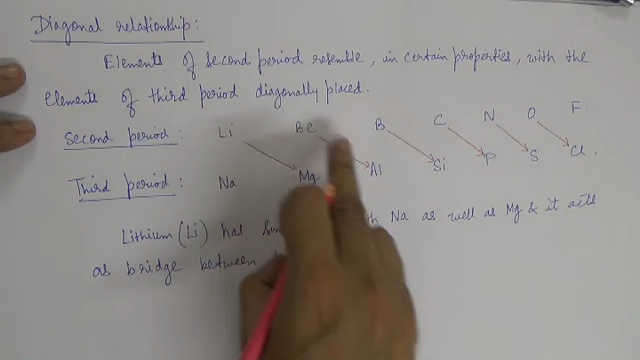 Diagonal relationship:
Elements of second period resemble, in certain properties, with the
elements of third period diagonally placed.
Second period: Li Be B C N O F
Third period: Na Mg Al Si P S Cl.
Lithium (Li) has Na as well as Mg & it acts
as bridge between